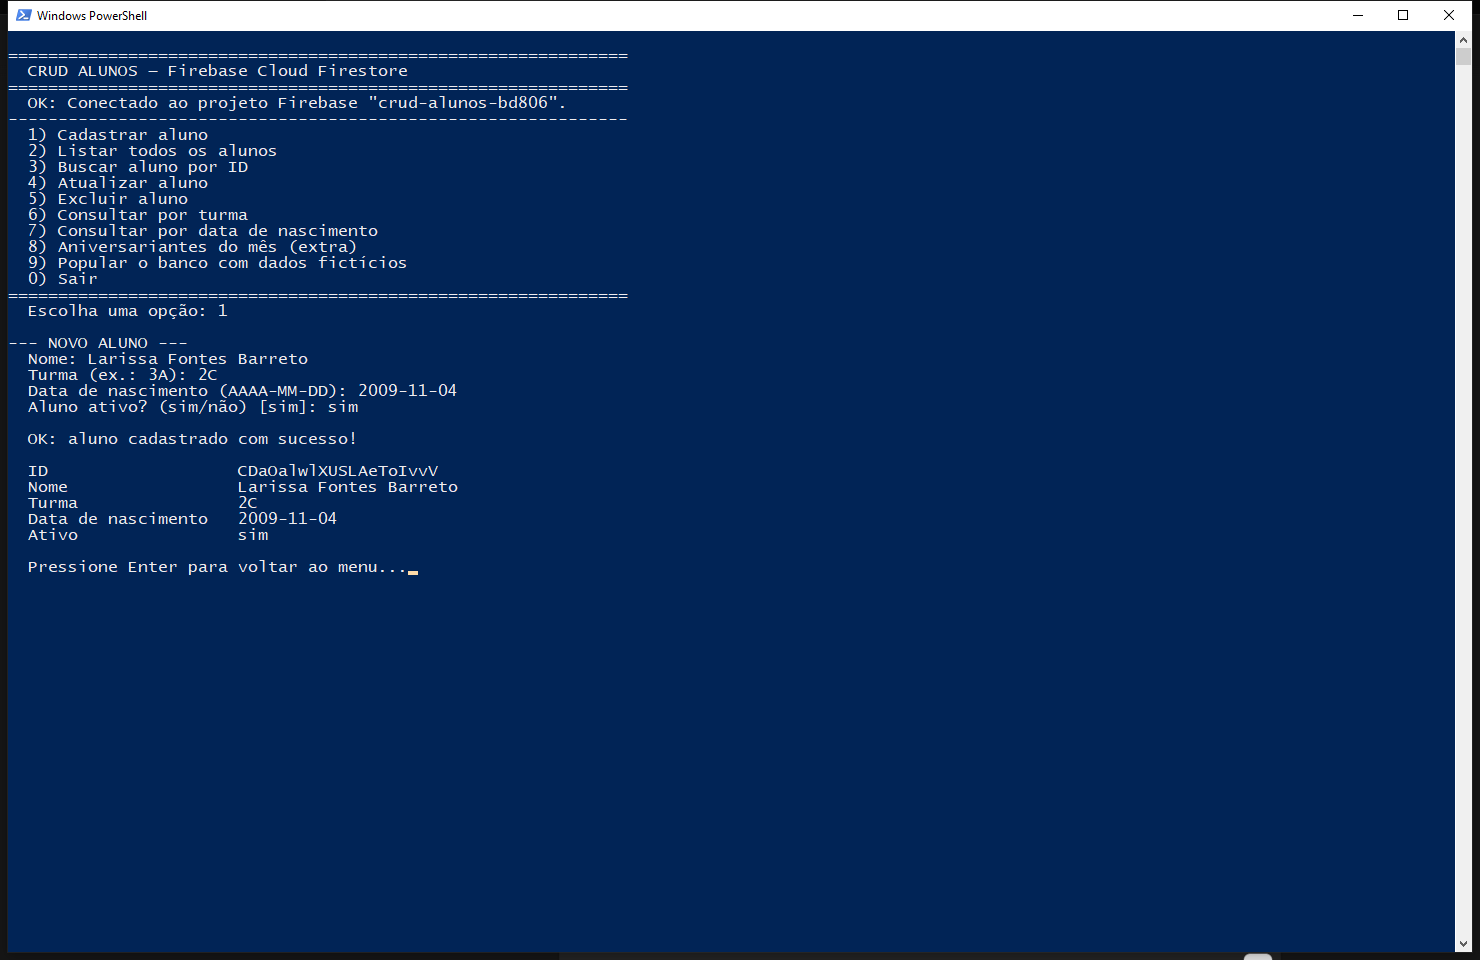 Windows PowerShell
==============================================================
CRUD ALUNOS — Firebase Cloud Firestore
==============================================================
OK: Conectado ao projeto Firebase "crud-alunos-bd806".
--------------------------------------------------------------
1) Cadastrar aluno
2) Listar todos os alunos
3) Buscar aluno por ID
4) Atualizar aluno
5) Excluir aluno
6) Consultar por turma
7) Consultar por data de nascimento
8) Aniversariantes do mês (extra)
9) Popular o banco com dados fictícios
0) Sair
==============================================================
Escolha uma opção: 1
--- NOVO ALUNO ---
Nome: Larissa Fontes Barreto
Turma (ex.: 3A): 2C
Data de nascimento (AAAA-MM-DD): 2009-11-04
Aluno ativo? (sim/não) [sim]: sim
OK: aluno cadastrado com sucesso!
ID CDaOalwlXUSLAeToIvvV
Nome Larissa Fontes Barreto
Turma 2C
Data de nascimento 2009-11-04
Ativo sim
Pressione Enter para voltar ao menu...